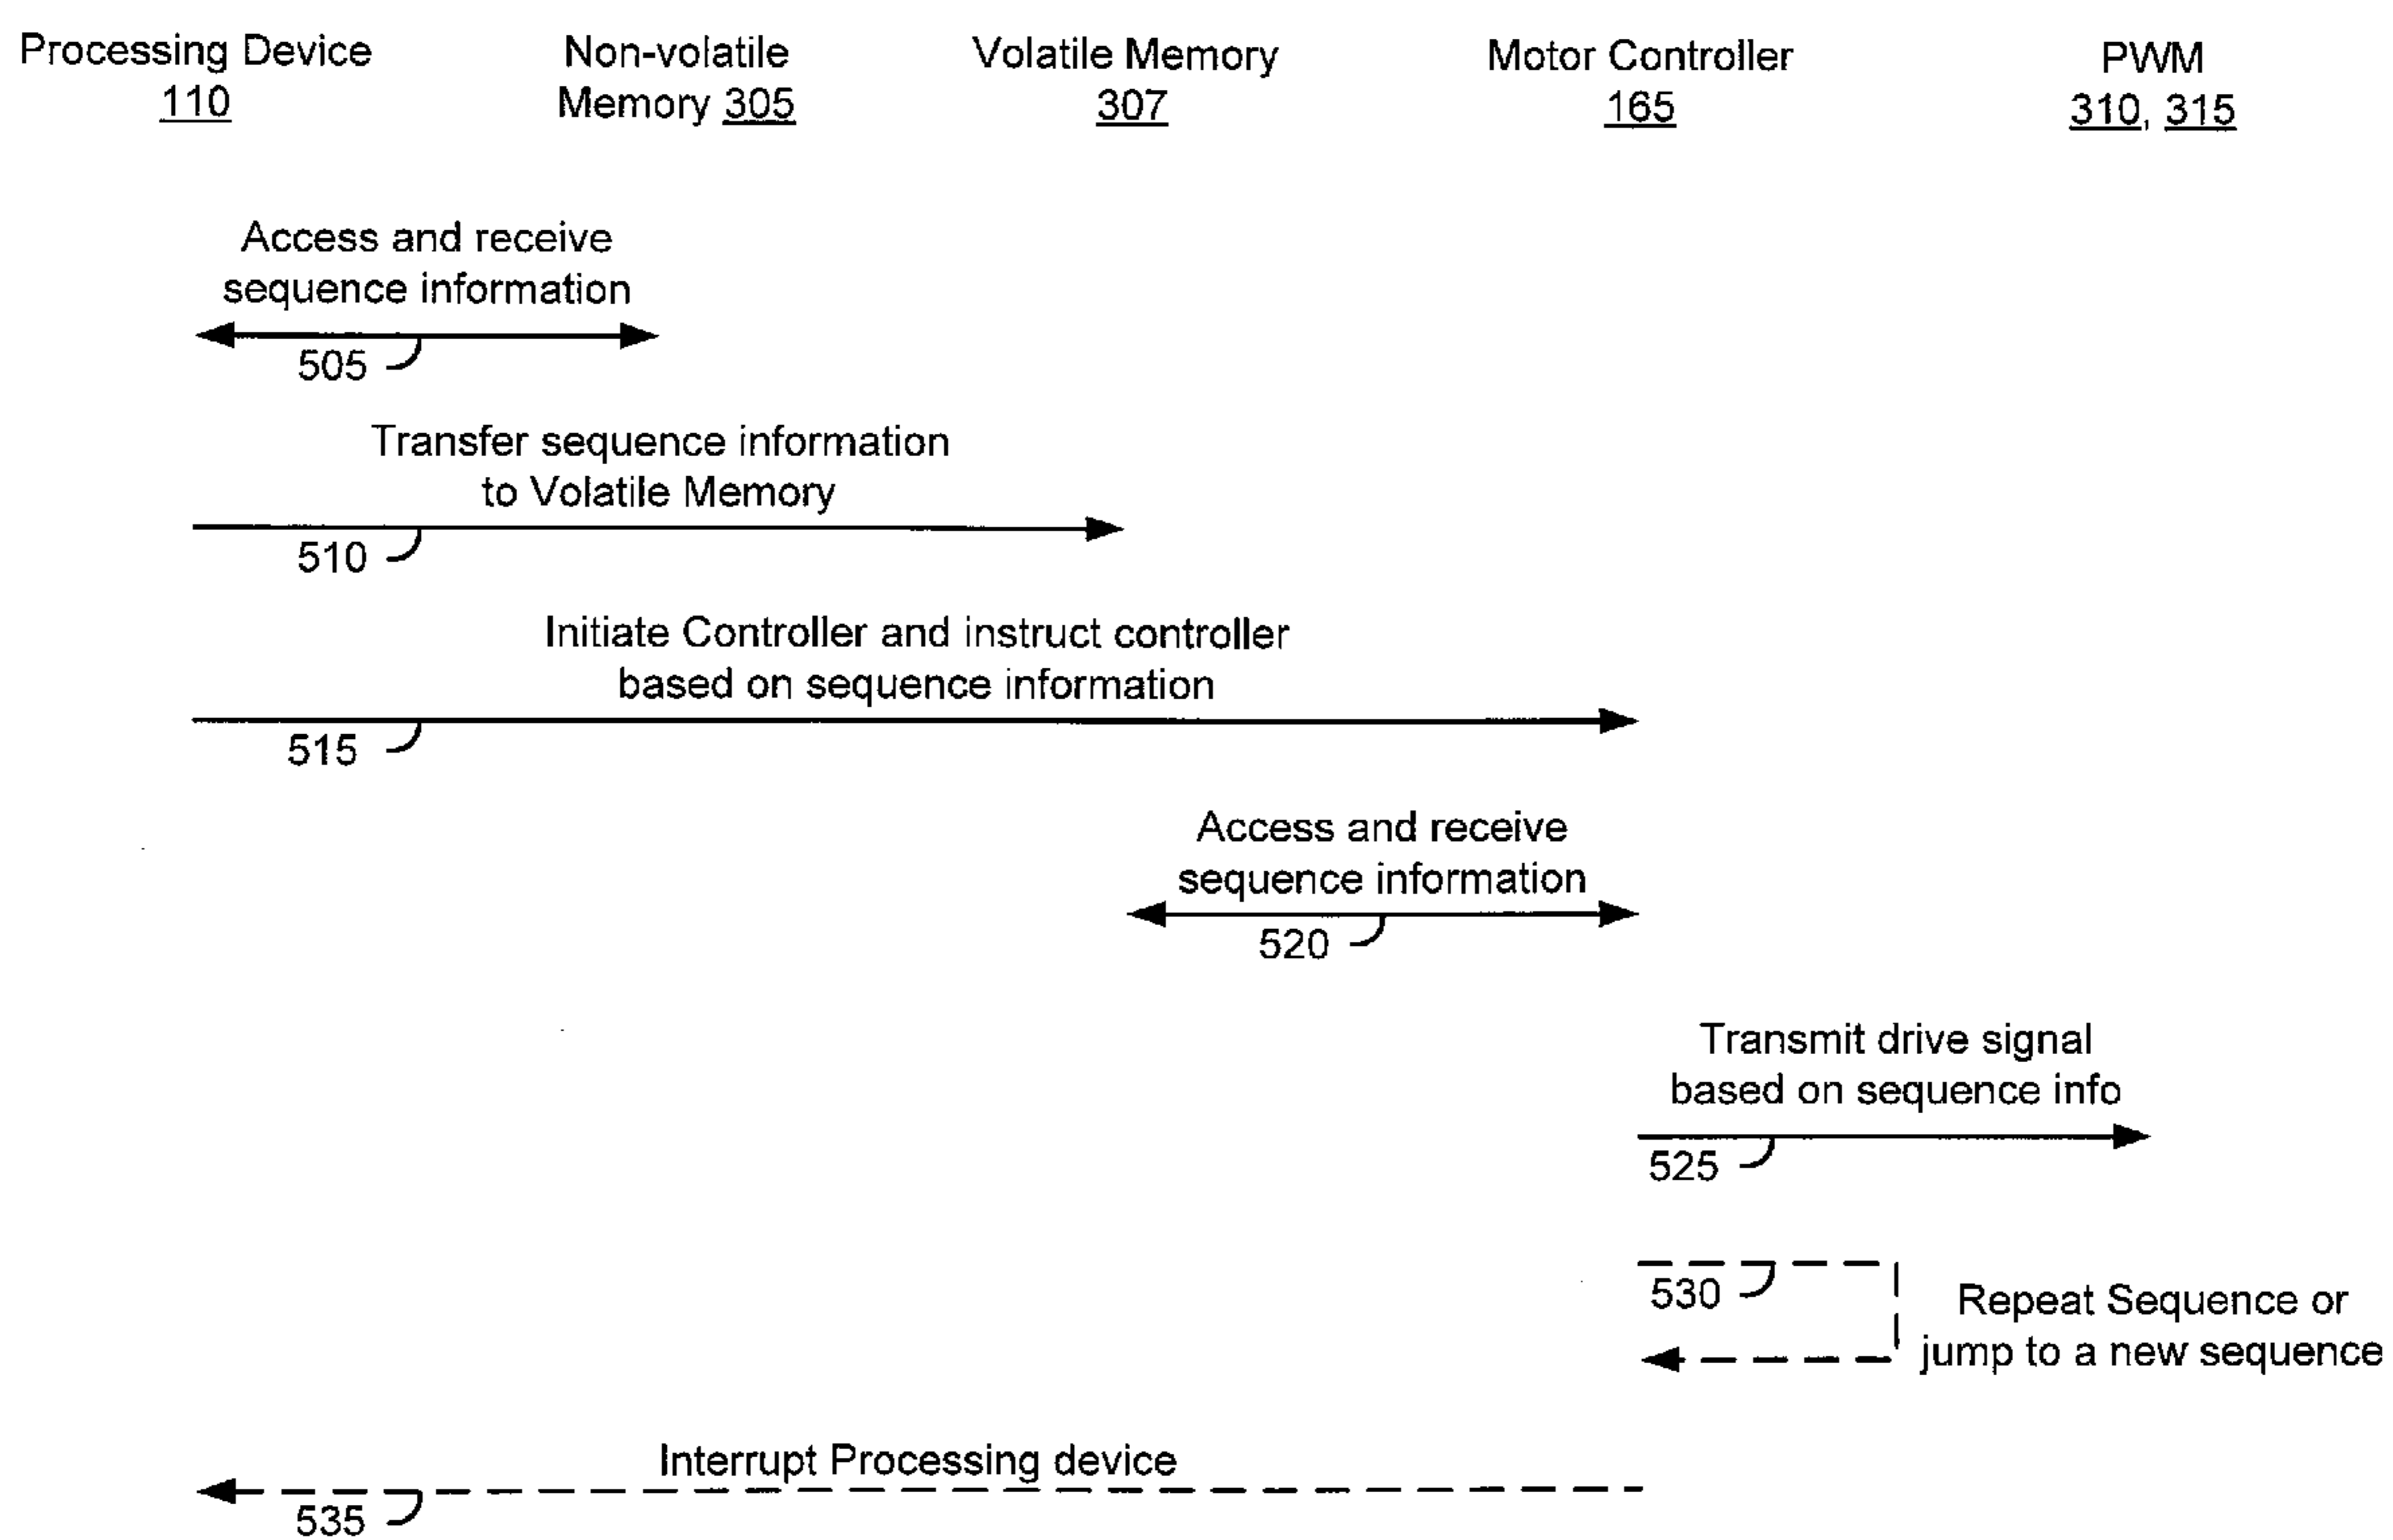 Processing Device
110
Non-volatile
Memory 305
Volatile Memory
307
Motor Controller
165
PWM
310, 315
Access and receive
sequence information
505
Transfer sequence information
to Volatile Memory
510
Initiate Controller and instruct controller
based on sequence information
515
Access and receive
sequence information
520
Transmit drive signal
based on sequence info
525
530
Repeat Sequence or
jump to a new sequence
Interrupt Processing device
535